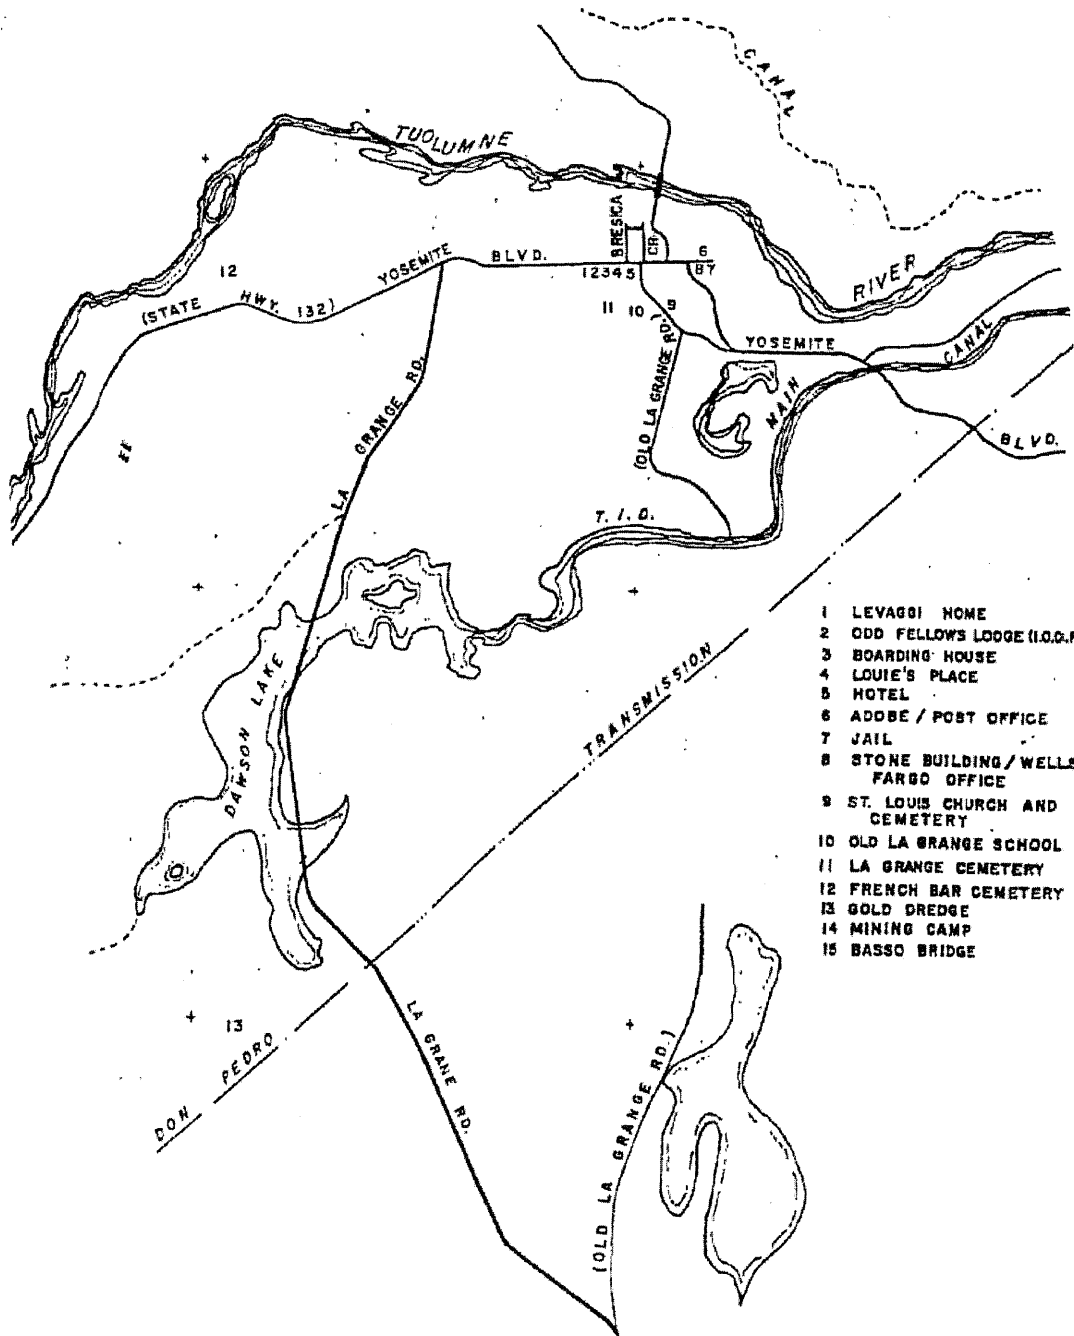 CANAL
TUOLUMNE
RIVER
BRESICA
CR.
6
12
YOSEMITE BLVD.
12345
87
(STATE HWY. 132)
11 10 9
YOSEMITE
CANAL
MAIN
BLVD.
LA GRANGE RD.
(OLD LA GRANGE RD.)
T. I. D.
DAWSON LAKE
TRANSMISSION
1 LEVAGGI HOME
2 ODD FELLOWS LODGE (I.O.O.F
3 BOARDING HOUSE
4 LOUIE'S PLACE
5 HOTEL
6 ADOBE / POST OFFICE
7 JAIL
8 STONE BUILDING / WELLS
FARGO OFFICE
9 ST. LOUIS CHURCH AND
CEMETERY
10 OLD LA GRANGE SCHOOL
11 LA GRANGE CEMETERY
12 FRENCH BAR CEMETERY
13 GOLD DREDGE
14 MINING CAMP
15 BASSO BRIDGE
13
DON PEDRO
LA GRANE RD.
(OLD LA GRANGE RD.)